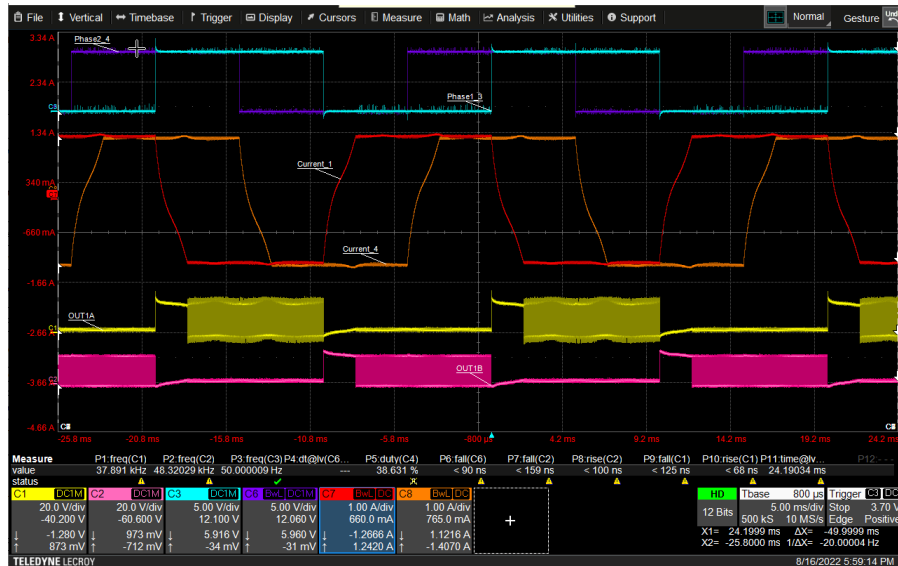 File Vertical Timebase Trigger Display Cursors Measure Math Analysis Utilities Support Normal Gesture
3.34 A
Phase2_4
2.34 A
C3
Phase1_3
1.34 A
Current_1
340 mA
-660 mA
Current_4
-1.66 A
OUT1A
C1
-2.66 A
OUT1B
C2
-3.66 A
-4.66 A
-25.8 ms -20.8 ms -15.8 ms -10.8 ms -5.8 ms -800 µs 4.2 ms 9.2 ms 14.2 ms 19.2 ms 24.2 ms
Measure P1:freq(C1) P2:freq(C2) P3:freq(C3) P4:dt@lv(C6... P5:duty(C4) P6:fall(C6) P7:fall(C2) P8:rise(C2) P9:fall(C1) P10:rise(C1) P11:time@lv... P12:---
value 37.891 kHz 48.32029 kHz 50.000009 Hz --- 38.631 % < 90 ns < 159 ns < 100 ns < 125 ns < 68 ns 24.19034 ms
status
C1 DC1M C2 DC1M C3 DC1M C6 BwL DC1M C7 BwL DC C8 BwL DC HD Tbase 800 µs Trigger C3 DC
20.0 V/div 20.0 V/div 5.00 V/div 5.00 V/div 1.00 A/div 1.00 A/div 12 Bits 5.00 ms/div Stop 3.70 V
-40.200 V -60.600 V 12.100 V 12.060 V 660.0 mA 765.0 mA 500 kS 10 MS/s Edge Positive
↓ -1.280 V ↓ 973 mV ↓ 5.916 V ↓ 5.960 V ↓ -1.2666 A ↓ 1.1216 A X1= 24.1999 ms ΔX= -49.9999 ms
↑ 873 mV ↑ -712 mV ↑ -34 mV ↑ -31 mV ↑ 1.2420 A ↑ -1.4070 A X2= -25.8000 ms 1/ΔX= -20.00004 Hz
TELEDYNE LECROY 8/16/2022 5:59:14 PM